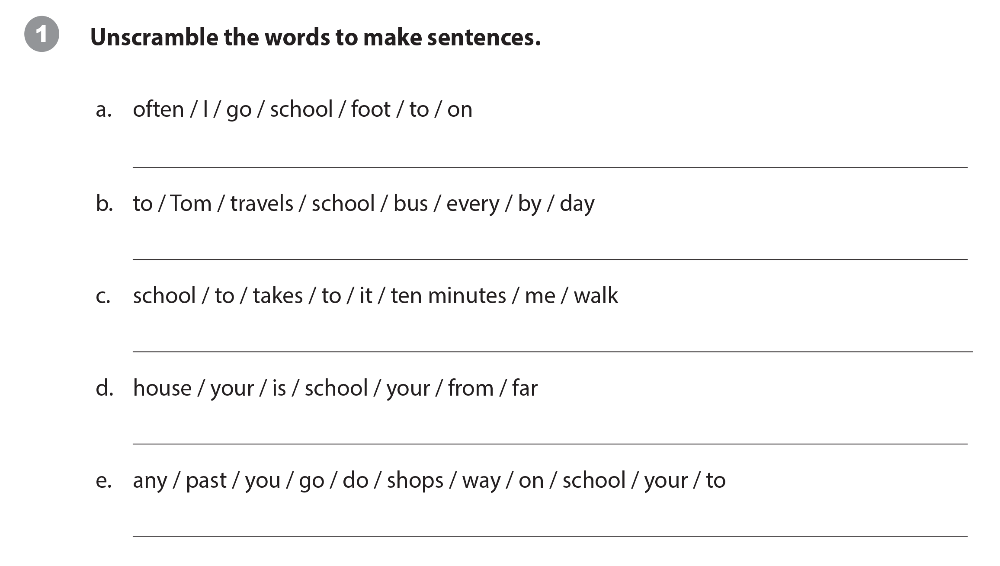 1 Unscramble the words to make sentences.
a. often / I / go / school / foot / to / on
b. to / Tom / travels / school / bus / every / by / day
c. school / to / takes / to / it / ten minutes / me / walk
d. house / your / is / school / your / from / far
e. any / past / you / go / do / shops / way / on / school / your / to